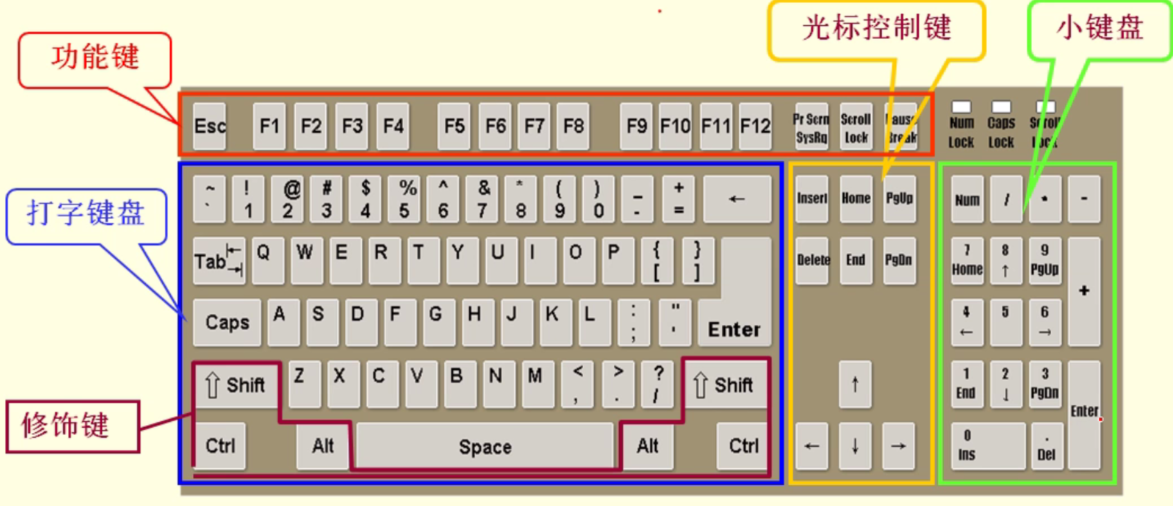 功能键
光标控制键
小键盘
Esc F1 F2 F3 F4 F5 F6 F7 F8 F9 F10 F11 F12 Pr Scrn SysRq Scroll Lock Pause Break Num Lock Caps Lock Scroll Lock
打字键盘
~ ` ! 1 @ 2 # 3 $ 4 % 5 ^ 6 & 7 * 8 ( 9 ) 0 _ - + = ← Insert Home PgUp Num / * -
Tab Q W E R T Y U I O P { [ } ] Delete End PgDn 7 Home 8 ↑ 9 PgUp +
Caps A S D F G H J K L : ; " ' Enter 4 ← 5 6 →
修饰键
⇧ Shift Z X C V B N M < , > . ? / ⇧ Shift ↑ 1 End 2 ↓ 3 PgDn Enter
Ctrl Alt Space Alt Ctrl ← ↓ → 0 Ins . Del